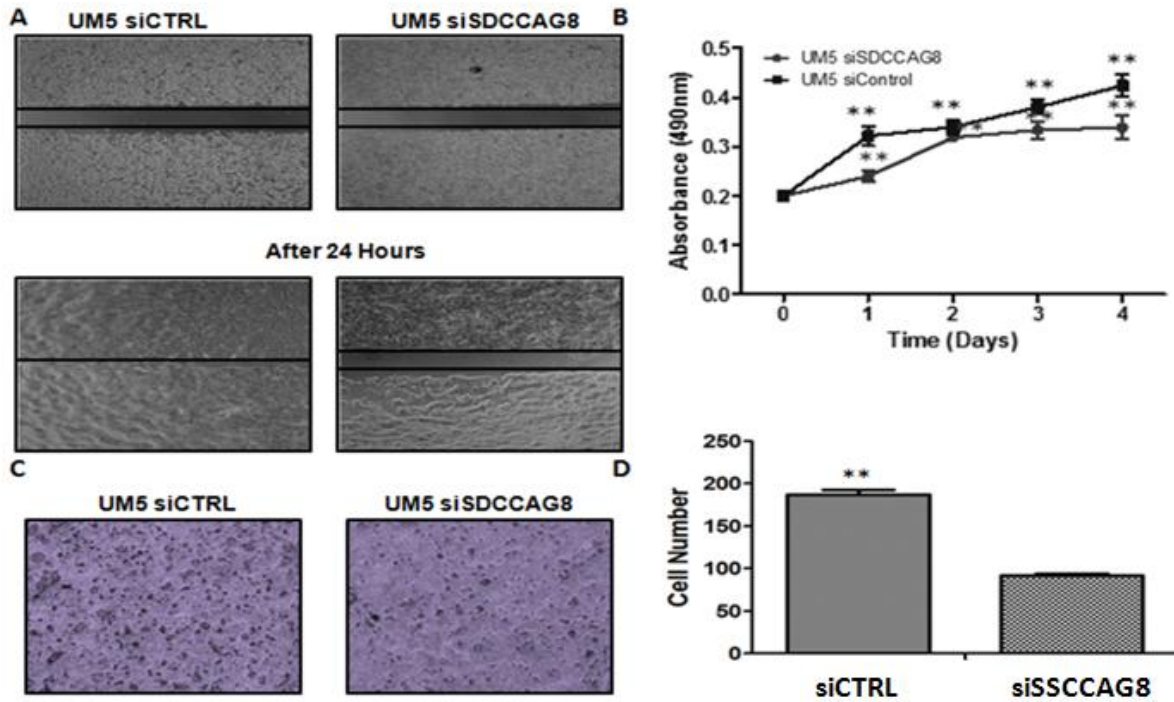 A
UM5 siCTRL
UM5 siSDCCAG8
After 24 Hours
B
0.5
0.4
0.3
0.2
0.1
0.0
Absorbance (490nm)
UM5 siSDCCAG8
UM5 siControl
**
**
**
**
**
*
**
**
0
1
2
3
4
Time (Days)
C
UM5 siCTRL
UM5 siSDCCAG8
D
250
200
150
100
50
0
Cell Number
**
siCTRL
siSSCCAG8